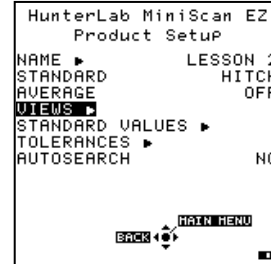 HunterLab MiniScan EZ
Product Setup
NAME ▶ LESSON
STANDARD HITCH
AVERAGE OFF
VIEWS ▶
STANDARD VALUES ▶
TOLERANCES ▶
AUTOSEARCH NO
MAIN MENU
BACK